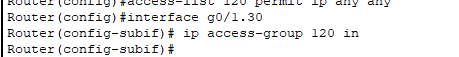 Router(config)#access-list 120 permit ip any any
Router(config)#interface g0/1.30
Router(config-subif)# ip access-group 120 in
Router(config-subif)#